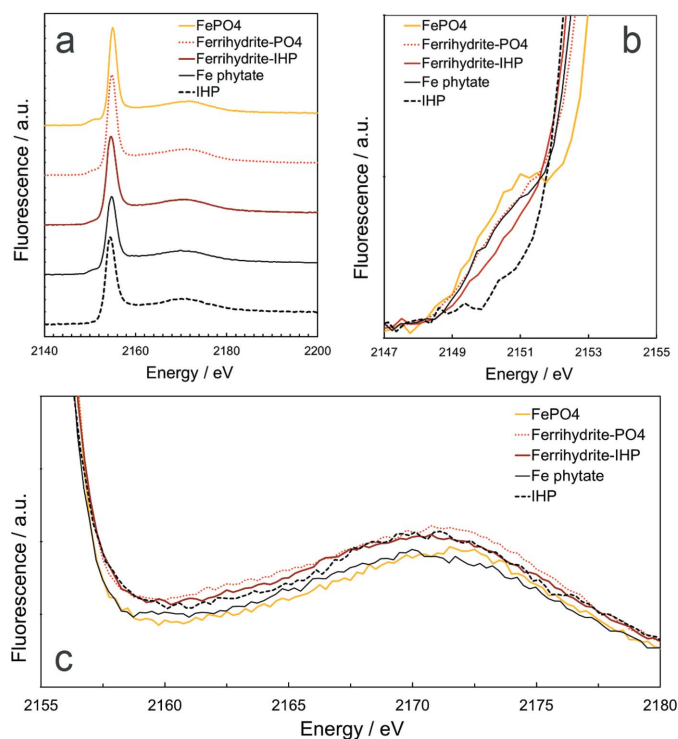 a
FePO4
Ferrihydrite-PO4
Ferrihydrite-IHP
Fe phytate
IHP
Fluorescence / a.u.
2140 2160 2180 2200
Energy / eV
b
FePO4
Ferrihydrite-PO4
Ferrihydrite-IHP
Fe phytate
IHP
Fluorescence / a.u.
2147 2149 2151 2153 2155
Energy / eV
FePO4
Ferrihydrite-PO4
Ferrihydrite-IHP
Fe phytate
IHP
Fluorescence / a.u.
c
2155 2160 2165 2170 2175 2180
Energy / eV